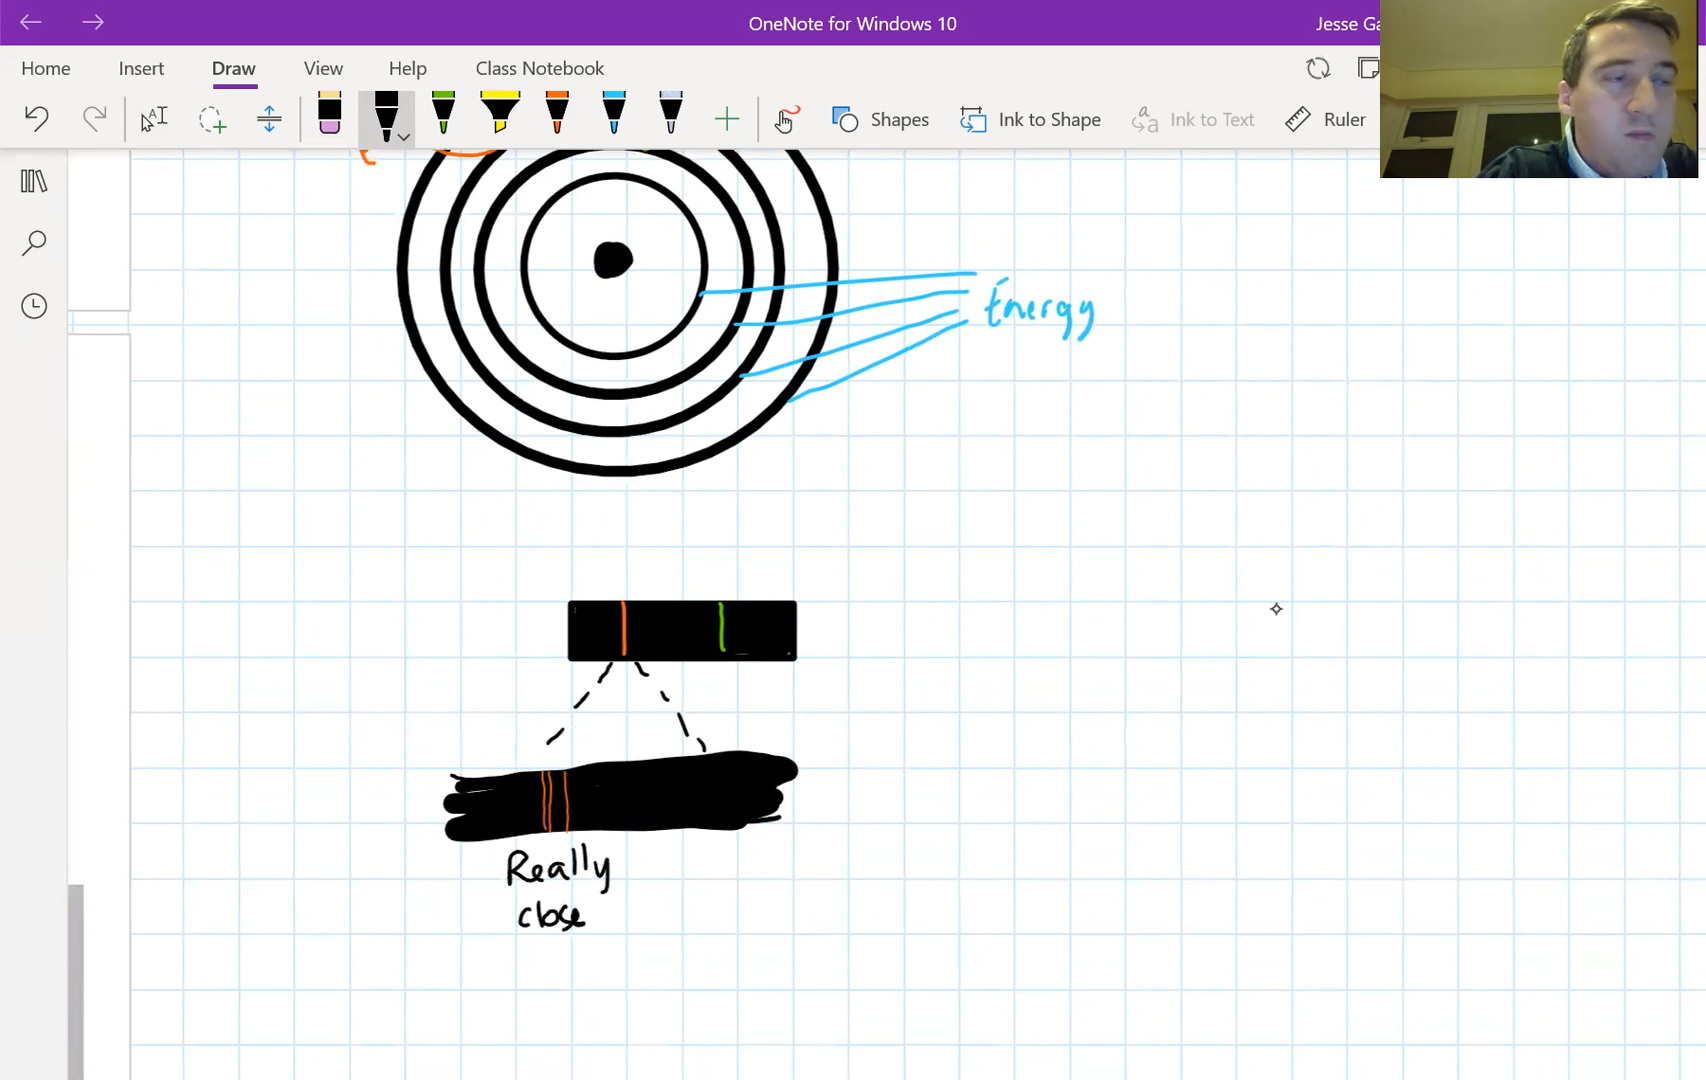 OneNote for Windows 10
Jesse Ga
Home Insert Draw View Help Class Notebook
Shapes Ink to Shape Ink to Text Ruler
Energy
Really
close